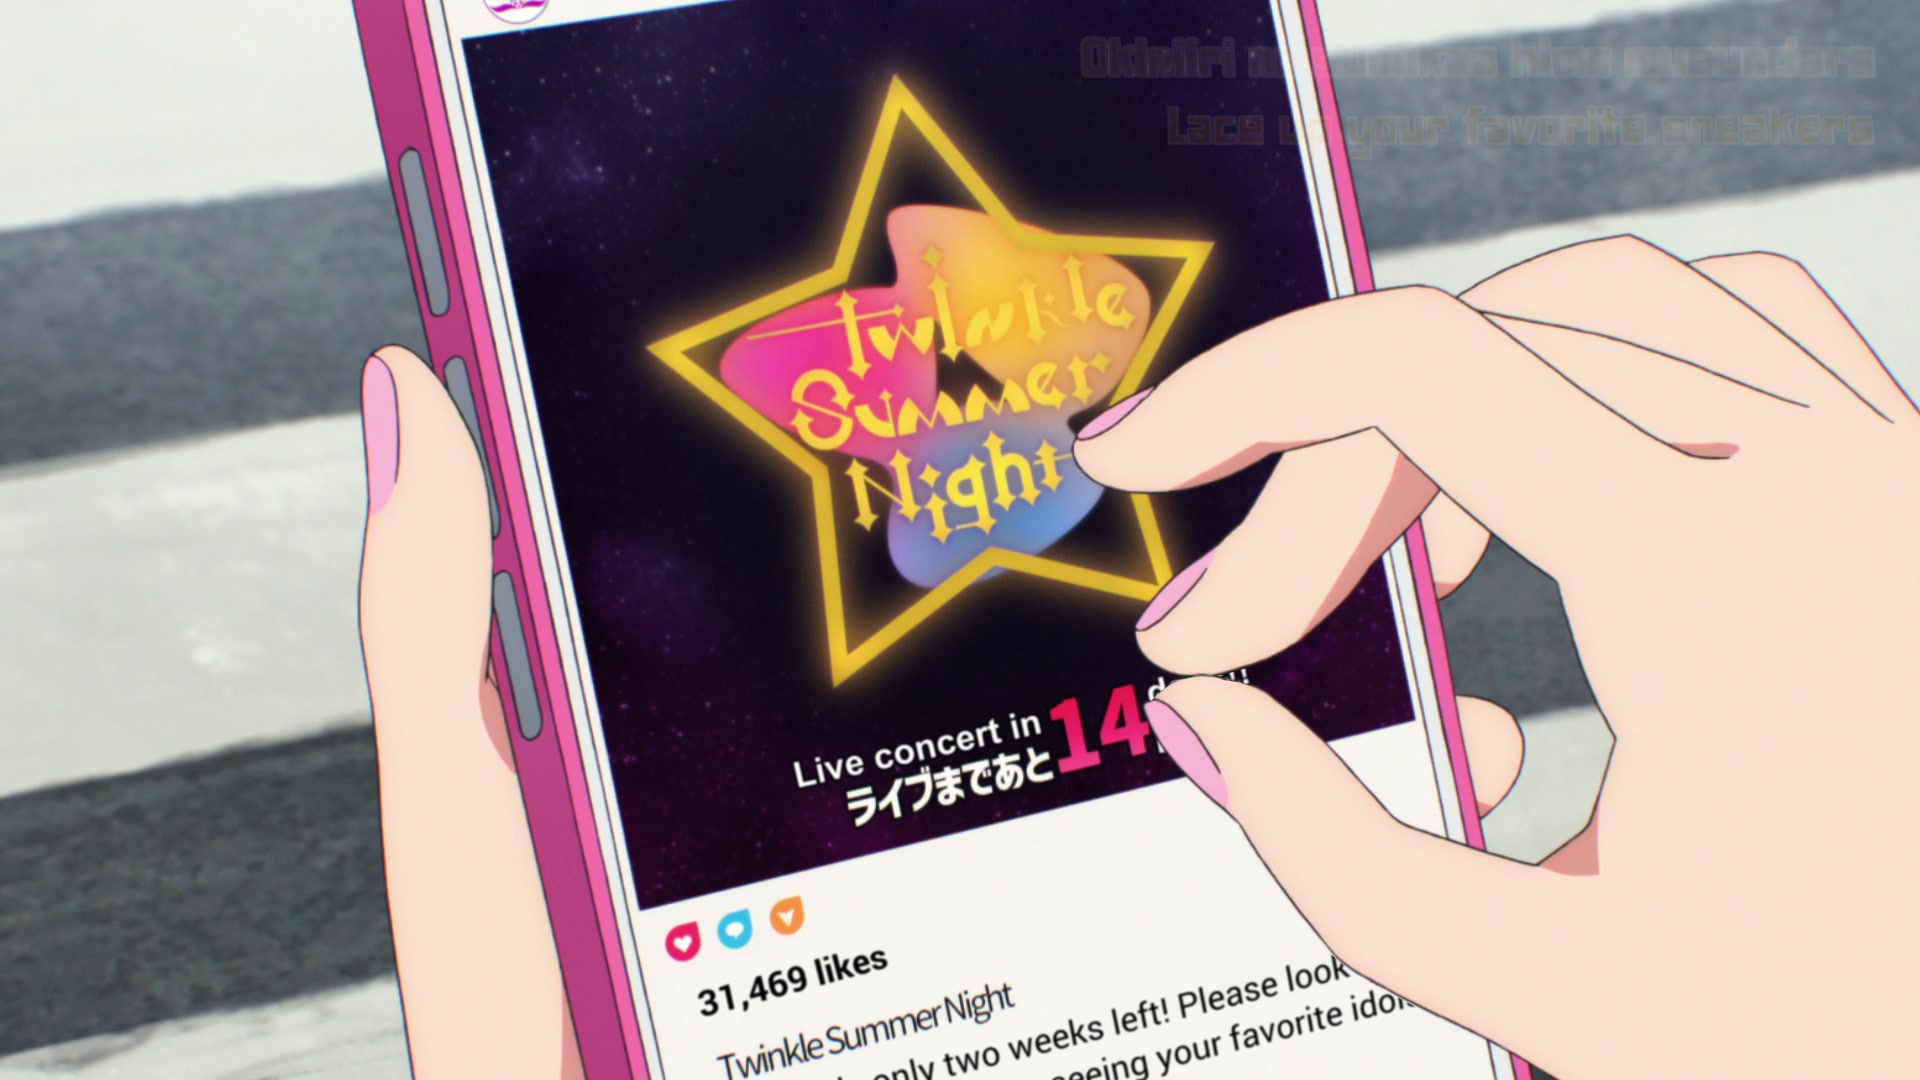 Lace up your favorite sneakers
Twinkle
Summer
Night
Live concert in 14
ライブまであと
31,469 likes
Twinkle Summer Night
only two weeks left! Please look
seeing your favorite